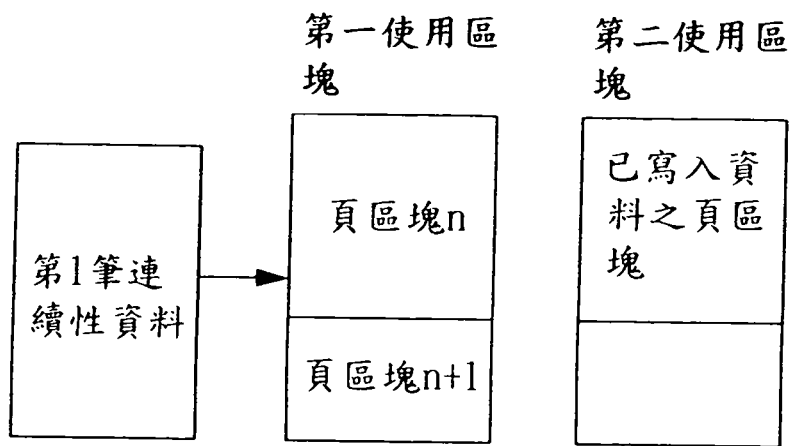 第一使用區
塊
第二使用區
塊
第1筆連
續性資料
頁區塊n
頁區塊n+1
已寫入資
料之頁區
塊